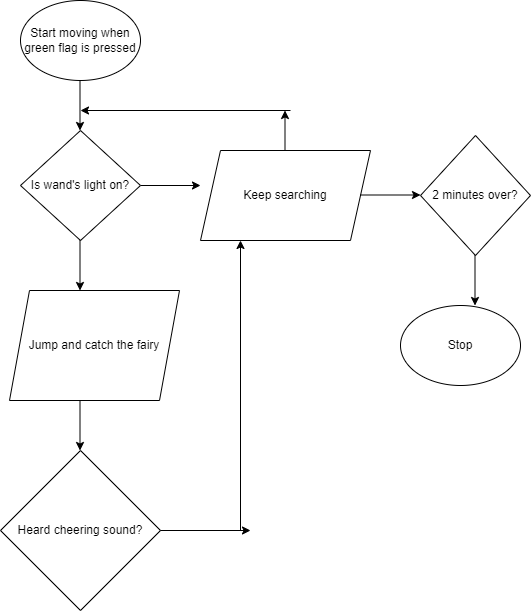 Start moving when
green flag is pressed
Is wand's light on?
Keep searching
2 minutes over?
Jump and catch the fairy
Stop
Heard cheering sound?